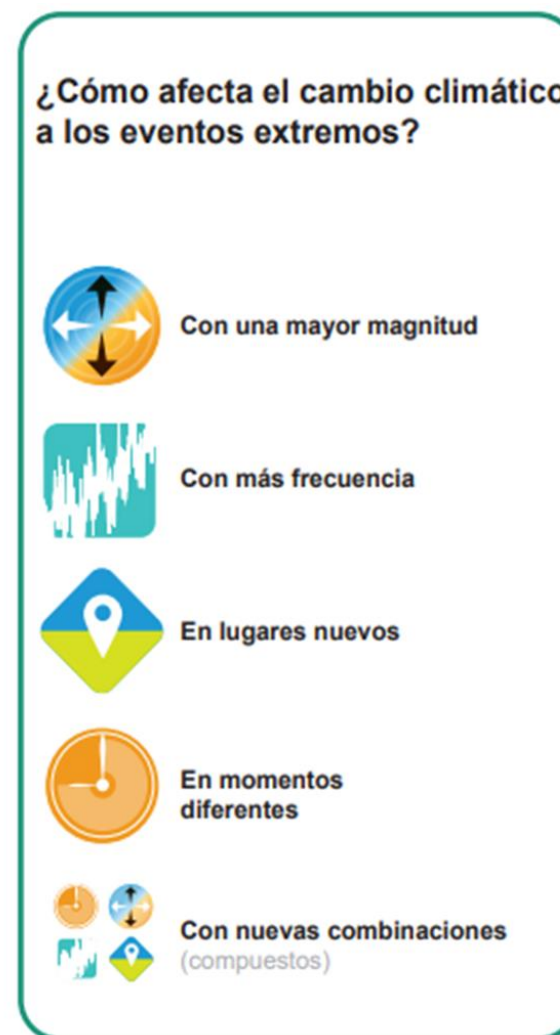 ¿Cómo afecta el cambio climático
a los eventos extremos?
Con una mayor magnitud
Con más frecuencia
En lugares nuevos
En momentos
diferentes
Con nuevas combinaciones
(compuestos)